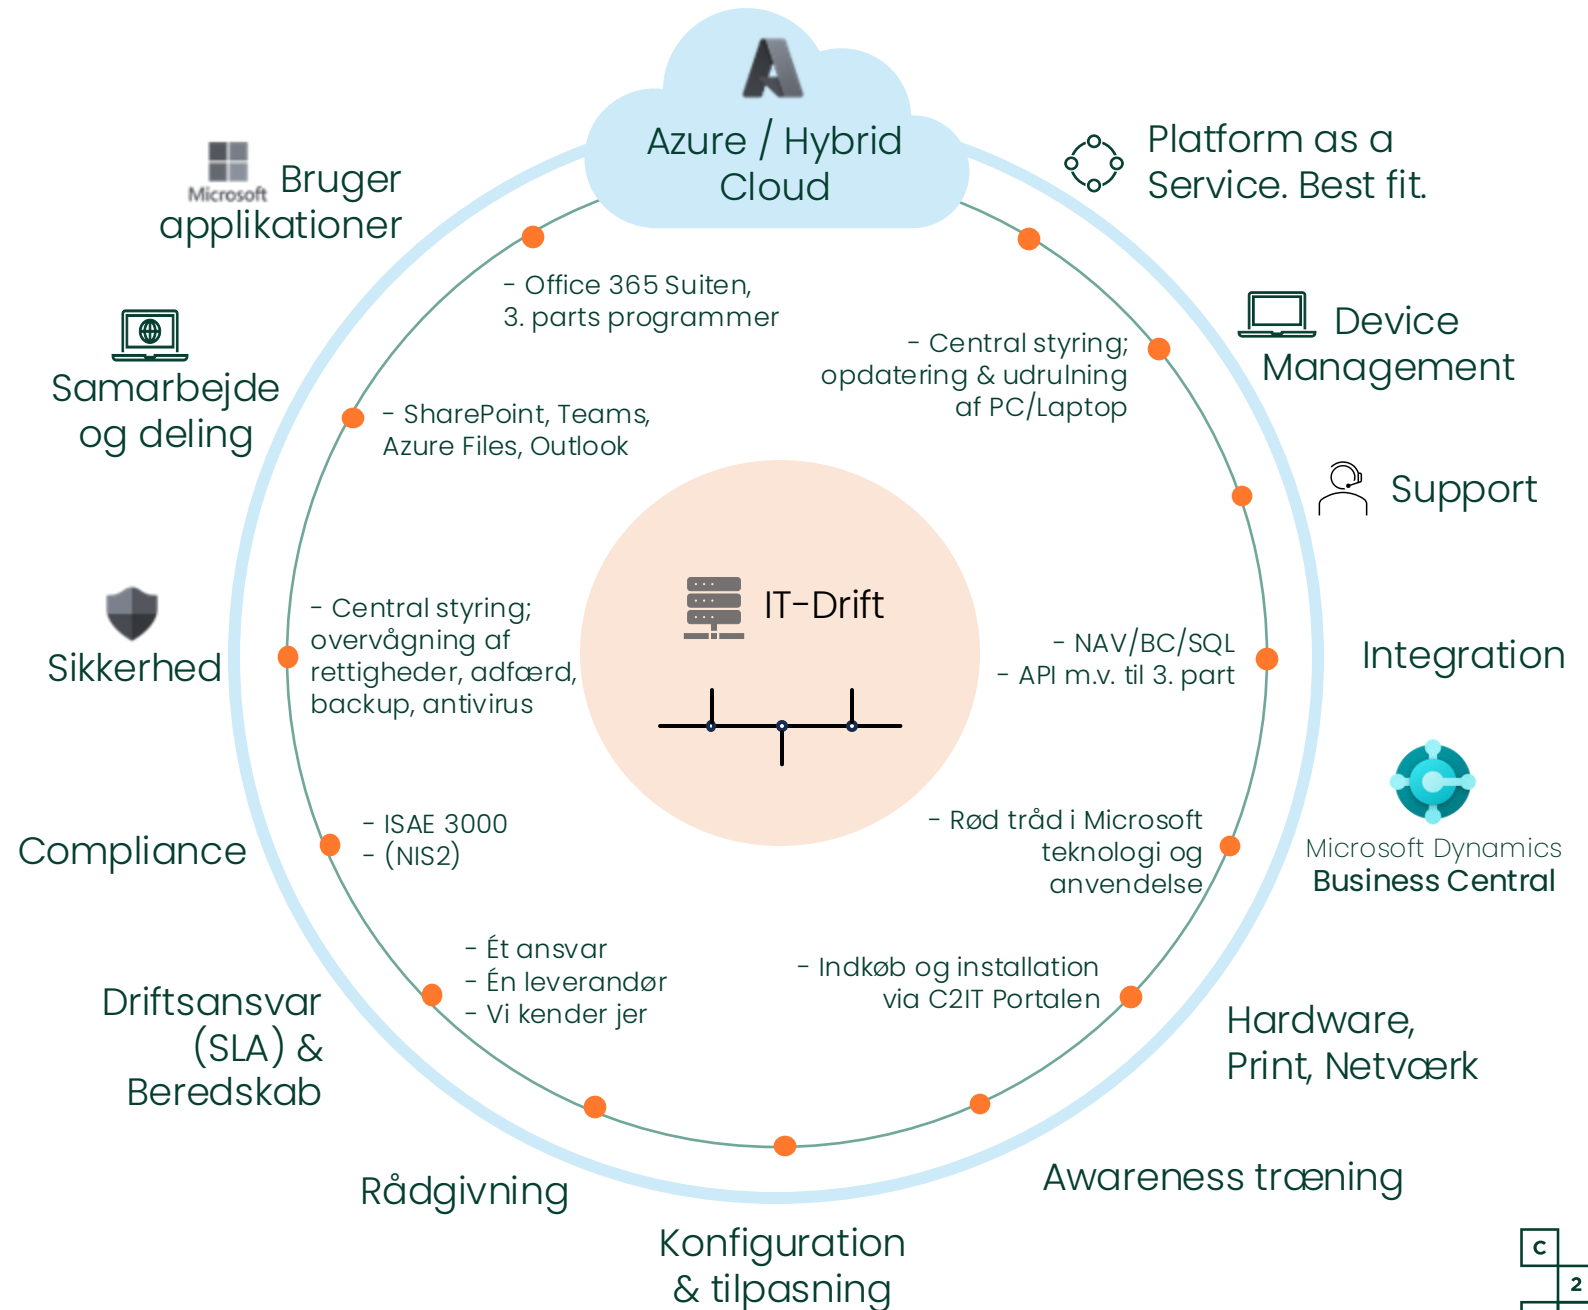 Azure / Hybrid
Cloud
Microsoft
Bruger
applikationer
Platform as a
Service. Best fit.
- Office 365 Suiten,
3. parts programmer
- Central styring;
opdatering & udrulning
af PC/Laptop
Device
Management
Samarbejde
og deling
- SharePoint, Teams,
Azure Files, Outlook
Support
Sikkerhed
- Central styring;
overvågning af
rettigheder, adfærd,
backup, antivirus
IT-Drift
- NAV/BC/SQL
- API m.v. til 3. part
Integration
Compliance
- ISAE 3000
- (NIS2)
- Rød tråd i Microsoft
teknologi og
anvendelse
Microsoft Dynamics
Business Central
Driftsansvar
(SLA) &
Beredskab
- Ét ansvar
- Én leverandør
- Vi kender jer
- Indkøb og installation
via C2IT Portalen
Hardware,
Print, Netværk
Rådgivning
Konfiguration
& tilpasning
Awareness træning
C
2